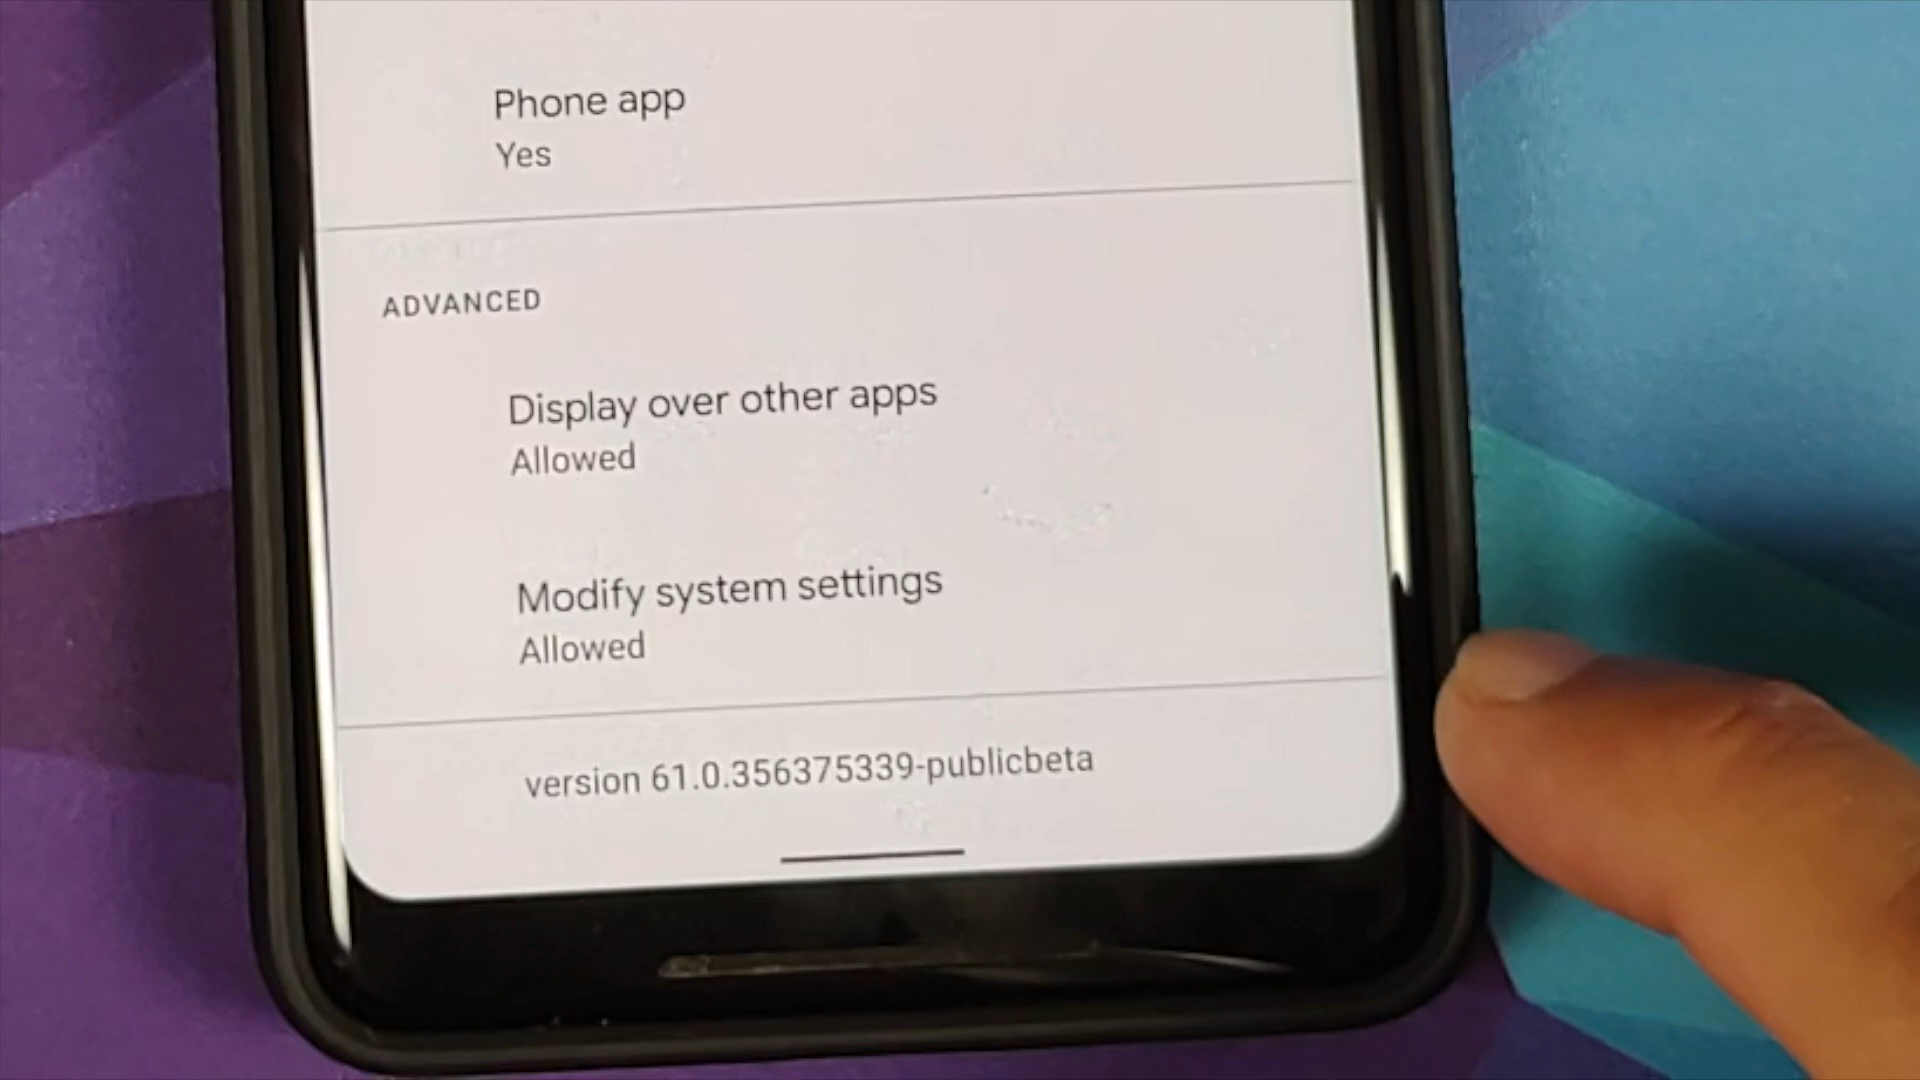 Phone app
Yes
ADVANCED
Display over other apps
Allowed
Modify system settings
Allowed
version 61.0.356375339-publicbeta